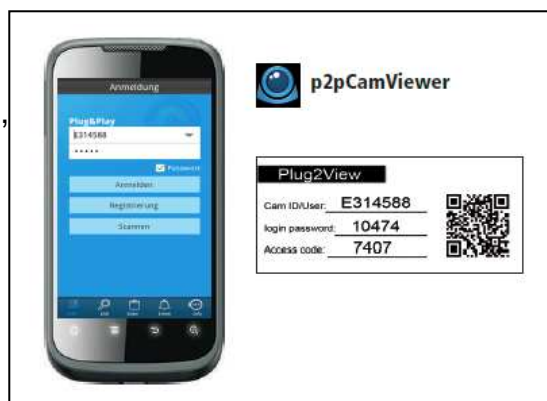 Anmeldung
Plug&Play
E314588
•••••
Passwort
Anmelden
Registrierung
Scannen
Info
p2pCamViewer
Plug2View
Cam ID/User: E314588
login password: 10474
Access code: 7407